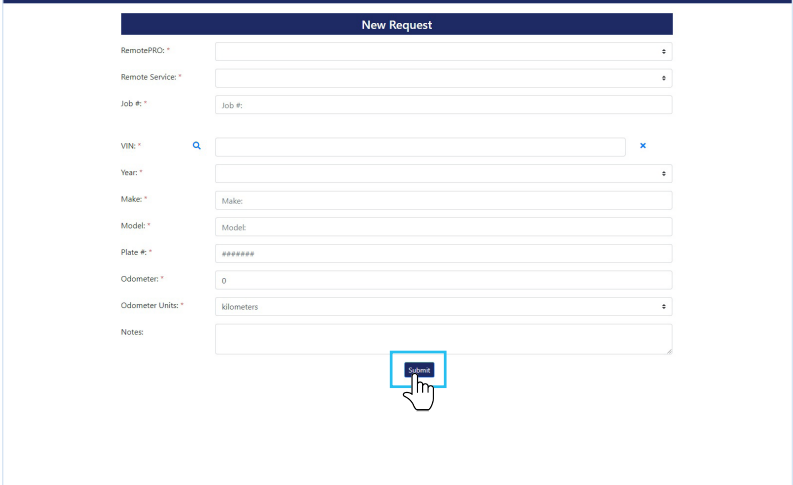 New Request
RemotePRO: *
Remote Service: *
Job #: * Job #:
VIN: *
Year: *
Make: * Make:
Model: * Model:
Plate #: * #######
Odometer: * 0
Odometer Units: * kilometers
Notes:
Submit